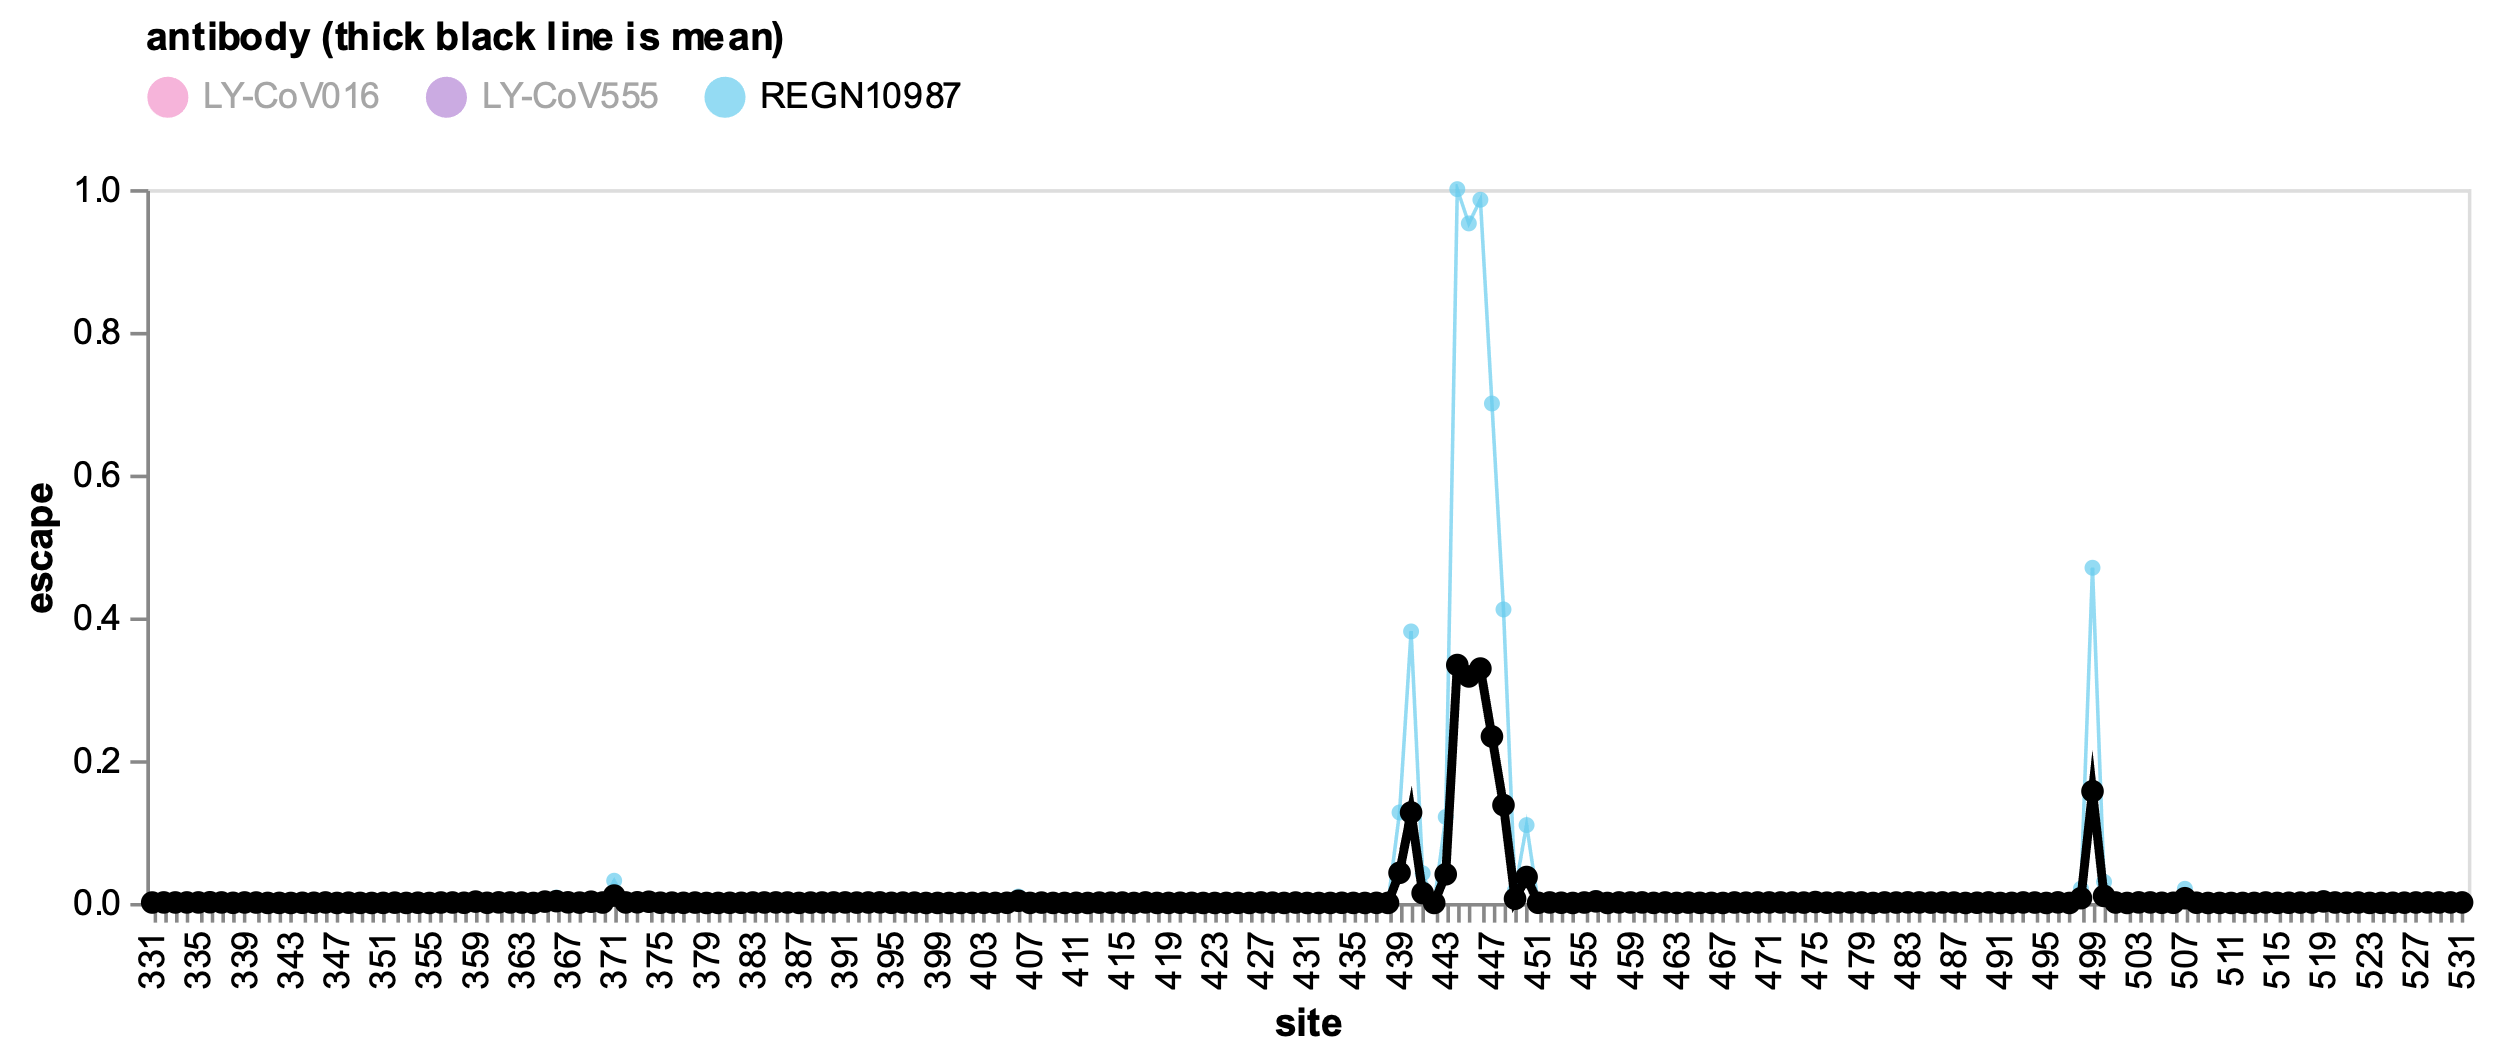 antibody (thick black line is mean)
LY-CoV016 LY-CoV555 REGN10987
1.0
0.8
0.6
0.4
0.2
0.0
escape
331 335 339 343 347 351 355 359 363 367 371 375 379 383 387 391 395 399 403 407 411 415 419 423 427 431 435 439 443 447 451 455 459 463 467 471 475 479 483 487 491 495 499 503 507 511 515 519 523 527 531
site